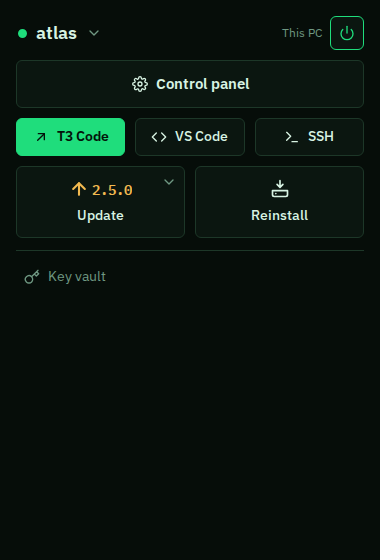 atlas
This PC
Control panel
T3 Code
VS Code
SSH
2.5.0
Update
Reinstall
Key vault